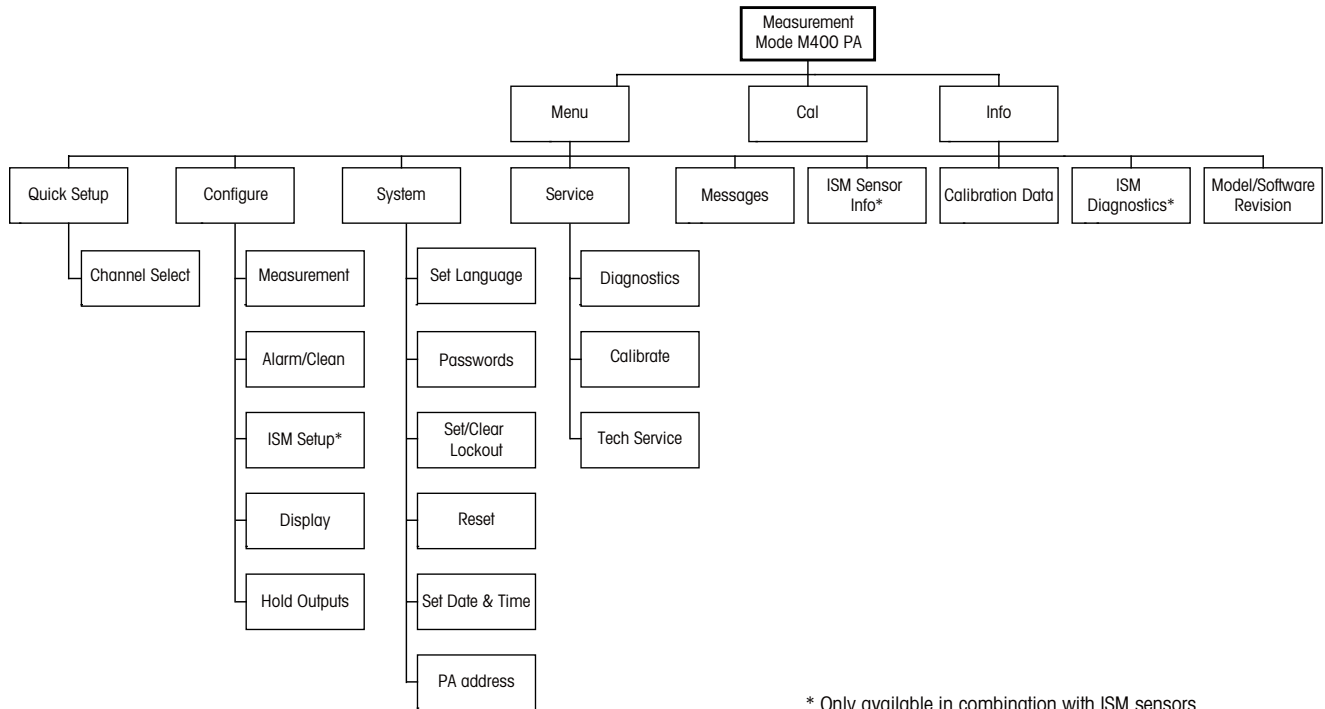 Measurement
Mode M400 PA
Menu
Cal
Info
Quick Setup
Configure
System
Service
Messages
ISM Sensor
Info*
Calibration Data
ISM
Diagnostics*
Model/Software
Revision
Channel Select
Measurement
Set Language
Diagnostics
Alarm/Clean
Passwords
Calibrate
ISM Setup*
Set/Clear
Lockout
Tech Service
Display
Reset
Hold Outputs
Set Date & Time
PA address
* Only available in combination with ISM sensors